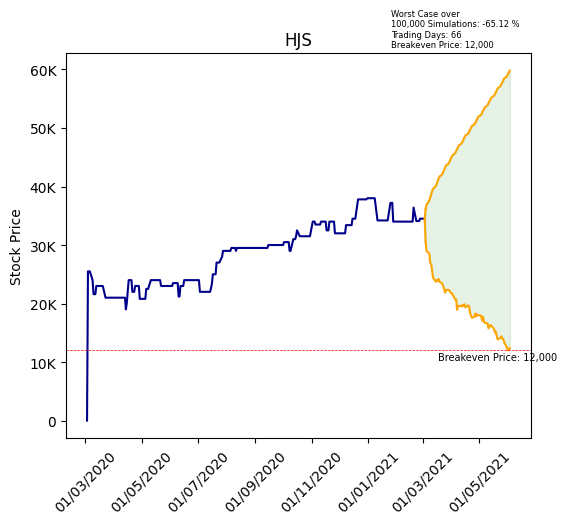 Worst Case over
100,000 Simulations: -65.12 %
Trading Days: 66
Breakeven Price: 12,000
HJS
Stock Price
60K
50K
40K
30K
20K
10K
0
Breakeven Price: 12,000
01/03/2020
01/05/2020
01/07/2020
01/09/2020
01/11/2020
01/01/2021
01/03/2021
01/05/2021